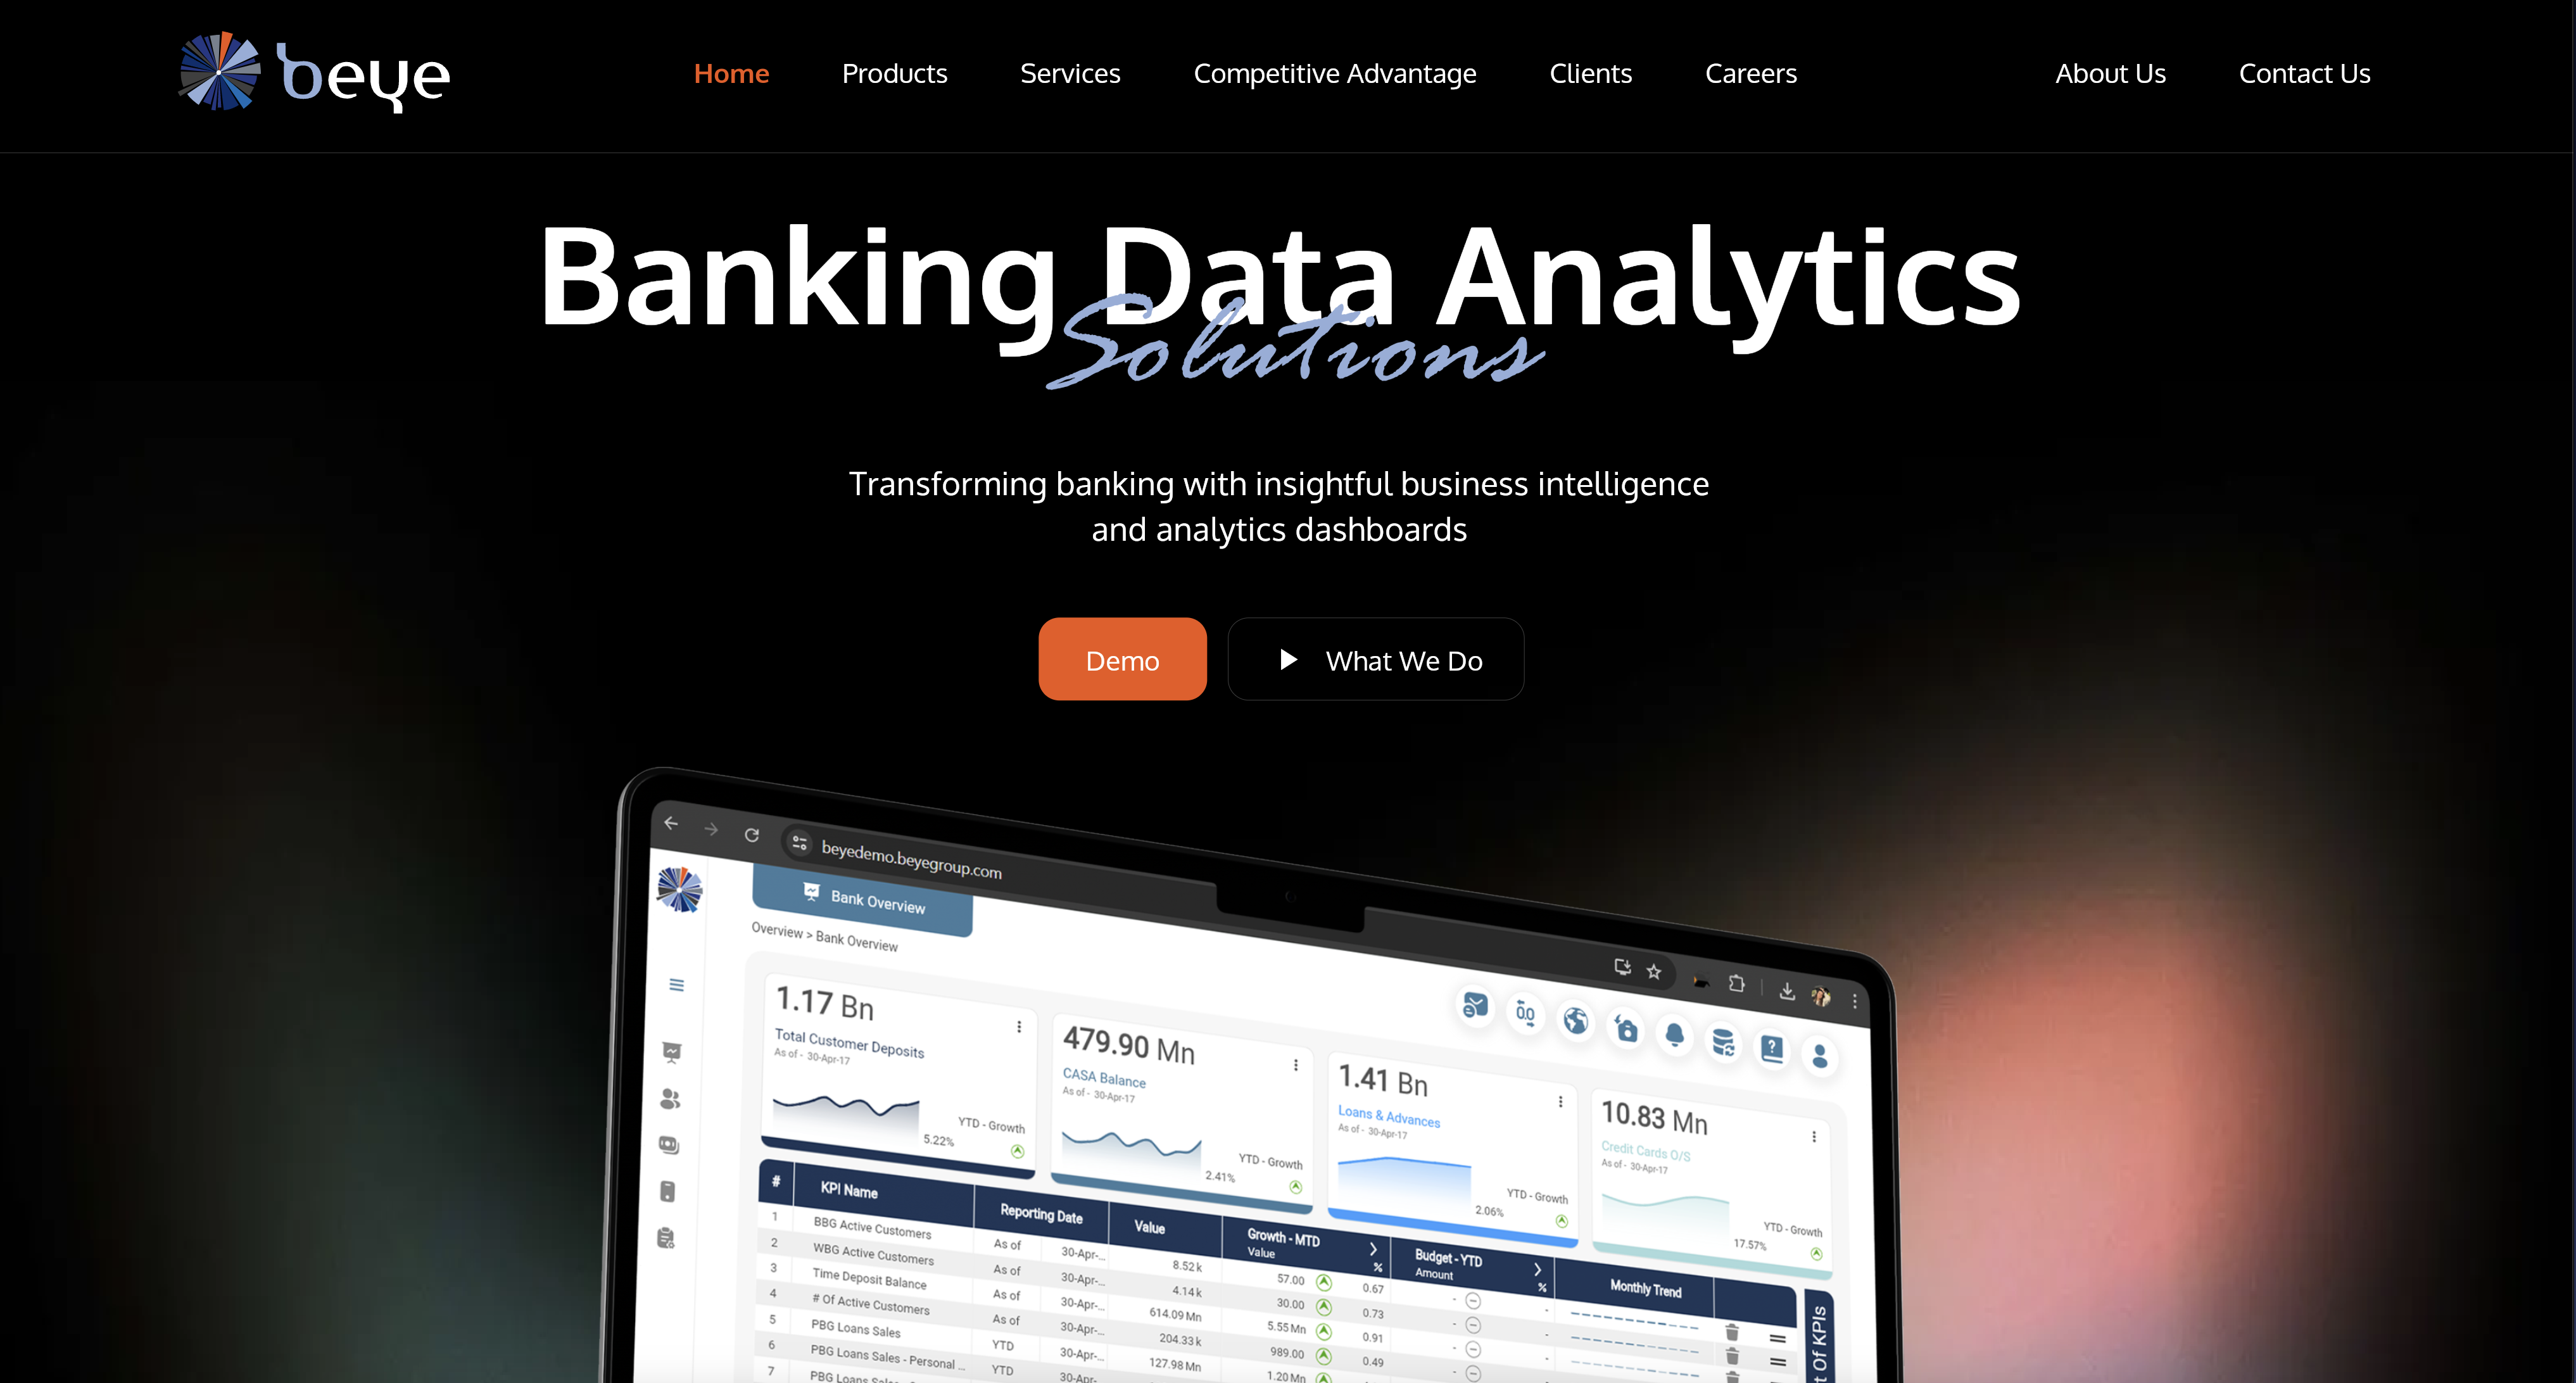 beye
Home Products Services Competitive Advantage Clients Careers About Us Contact Us
Banking Data Analytics
Solutions
Transforming banking with insightful business intelligence
and analytics dashboards
Demo
What We Do
beyedemo.beyegroup.com
Bank Overview
Overview > Bank Overview
1.17 Bn
Total Customer Deposits
As of - 30-Apr-17
YTD - Growth
5.22%
479.90 Mn
CASA Balance
As of - 30-Apr-17
YTD - Growth
2.41%
1.41 Bn
Loans & Advances
As of - 30-Apr-17
YTD - Growth
2.06%
10.83 Mn
Credit Cards O/S
As of - 30-Apr-17
YTD - Growth
17.57%
# KPI Name Reporting Date Value Growth - MTD Budget - YTD Monthly Trend
Value % Amount %
1 BBG Active Customers As of 30-Apr-... 8.52 k 57.00 0.67 - -
2 WBG Active Customers As of 30-Apr-... 4.14 k 30.00 0.73 - -
3 Time Deposit Balance As of 30-Apr-... 614.09 Mn 5.55 Mn 0.91 - -
4 # Of Active Customers As of 30-Apr-... 204.33 k 989.00 0.49 - -
5 PBG Loans Sales YTD 30-Apr-... 127.98 Mn 1.20 Mn
6 PBG Loans Sales - Personal ... YTD 30-Apr-...
7 PBG Loans
Of KPIs